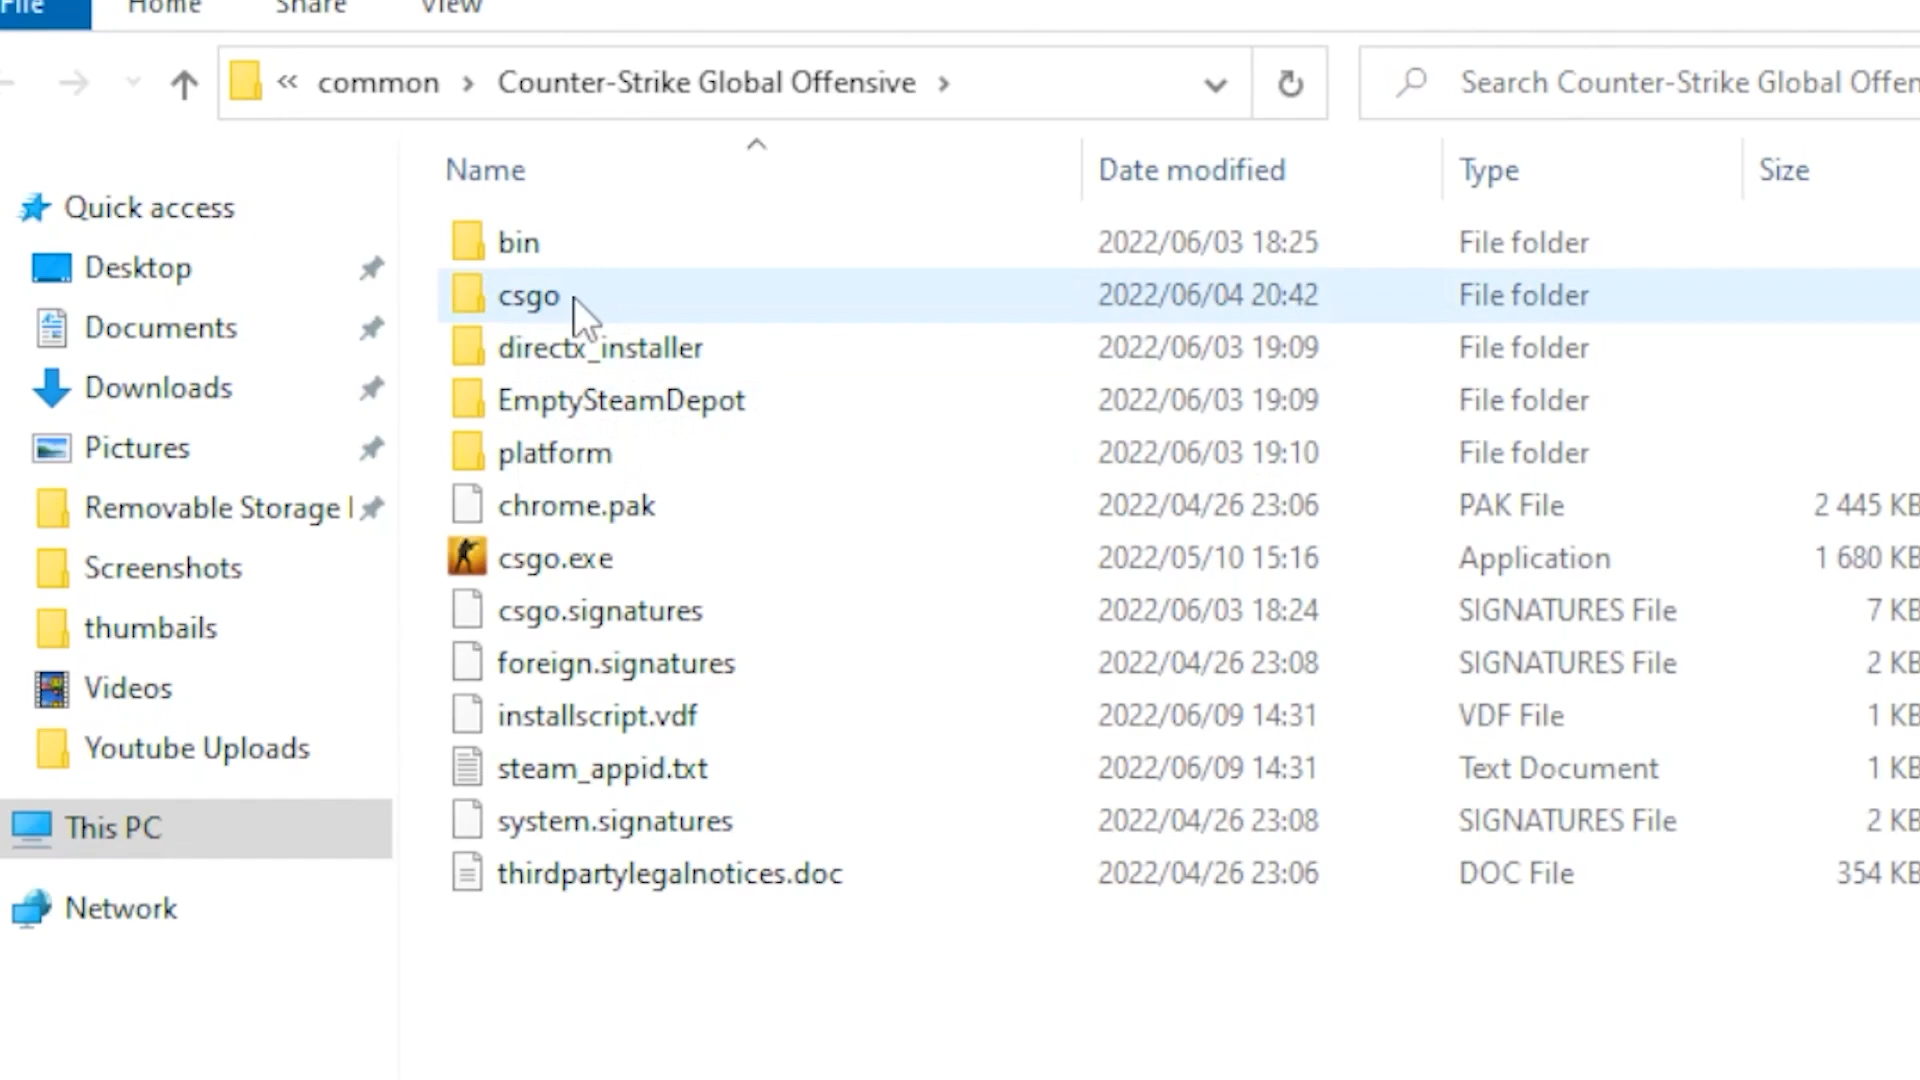 File Home Share View
« common > Counter-Strike Global Offensive > Search Counter-Strike Global Offen
Name Date modified Type Size
Quick access
Desktop
Documents
Downloads
Pictures
Removable Storage
Screenshots
thumbails
Videos
Youtube Uploads
This PC
Network
bin 2022/06/03 18:25 File folder
csgo 2022/06/04 20:42 File folder
directx_installer 2022/06/03 19:09 File folder
EmptySteamDepot 2022/06/03 19:09 File folder
platform 2022/06/03 19:10 File folder
chrome.pak 2022/04/26 23:06 PAK File 2 445 KB
csgo.exe 2022/05/10 15:16 Application 1 680 KB
csgo.signatures 2022/06/03 18:24 SIGNATURES File 7 KB
foreign.signatures 2022/04/26 23:08 SIGNATURES File 2 KB
installscript.vdf 2022/06/09 14:31 VDF File 1 KB
steam_appid.txt 2022/06/09 14:31 Text Document 1 KB
system.signatures 2022/04/26 23:08 SIGNATURES File 2 KB
thirdpartylegalnotices.doc 2022/04/26 23:06 DOC File 354 KB